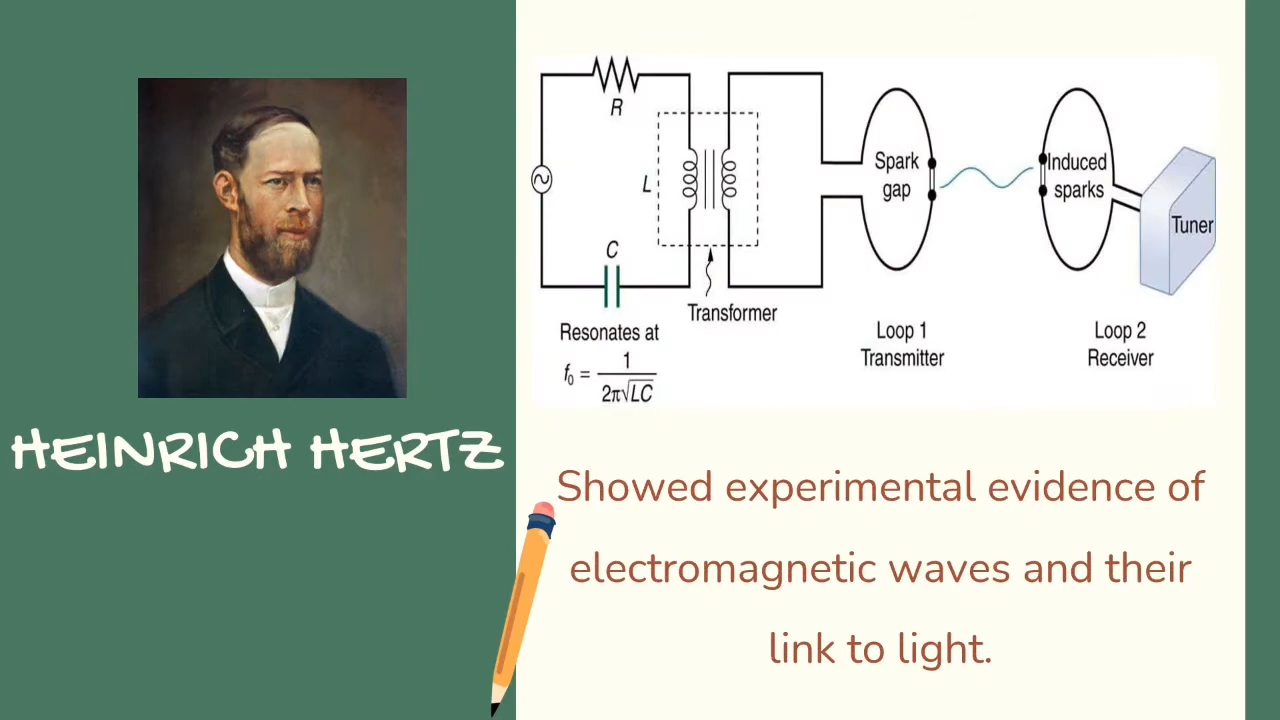 HEINRICH HERTZ
R
L
C
Transformer
Resonates at
f₀ = 1 / 2π√LC
Spark
gap
Loop 1
Transmitter
Induced
sparks
Tuner
Loop 2
Receiver
Showed experimental evidence of
electromagnetic waves and their
link to light.